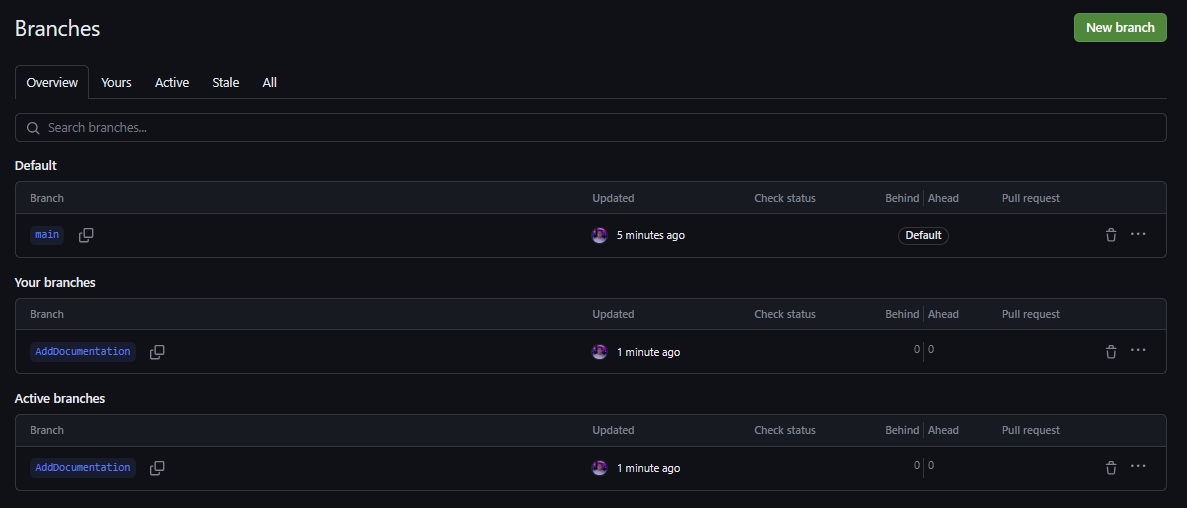 Branches
New branch
Overview Yours Active Stale All
Search branches...
Default
Branch Updated Check status Behind Ahead Pull request
main 5 minutes ago Default
Your branches
Branch Updated Check status Behind Ahead Pull request
AddDocumentation 1 minute ago 0 0
Active branches
Branch Updated Check status Behind Ahead Pull request
AddDocumentation 1 minute ago 0 0